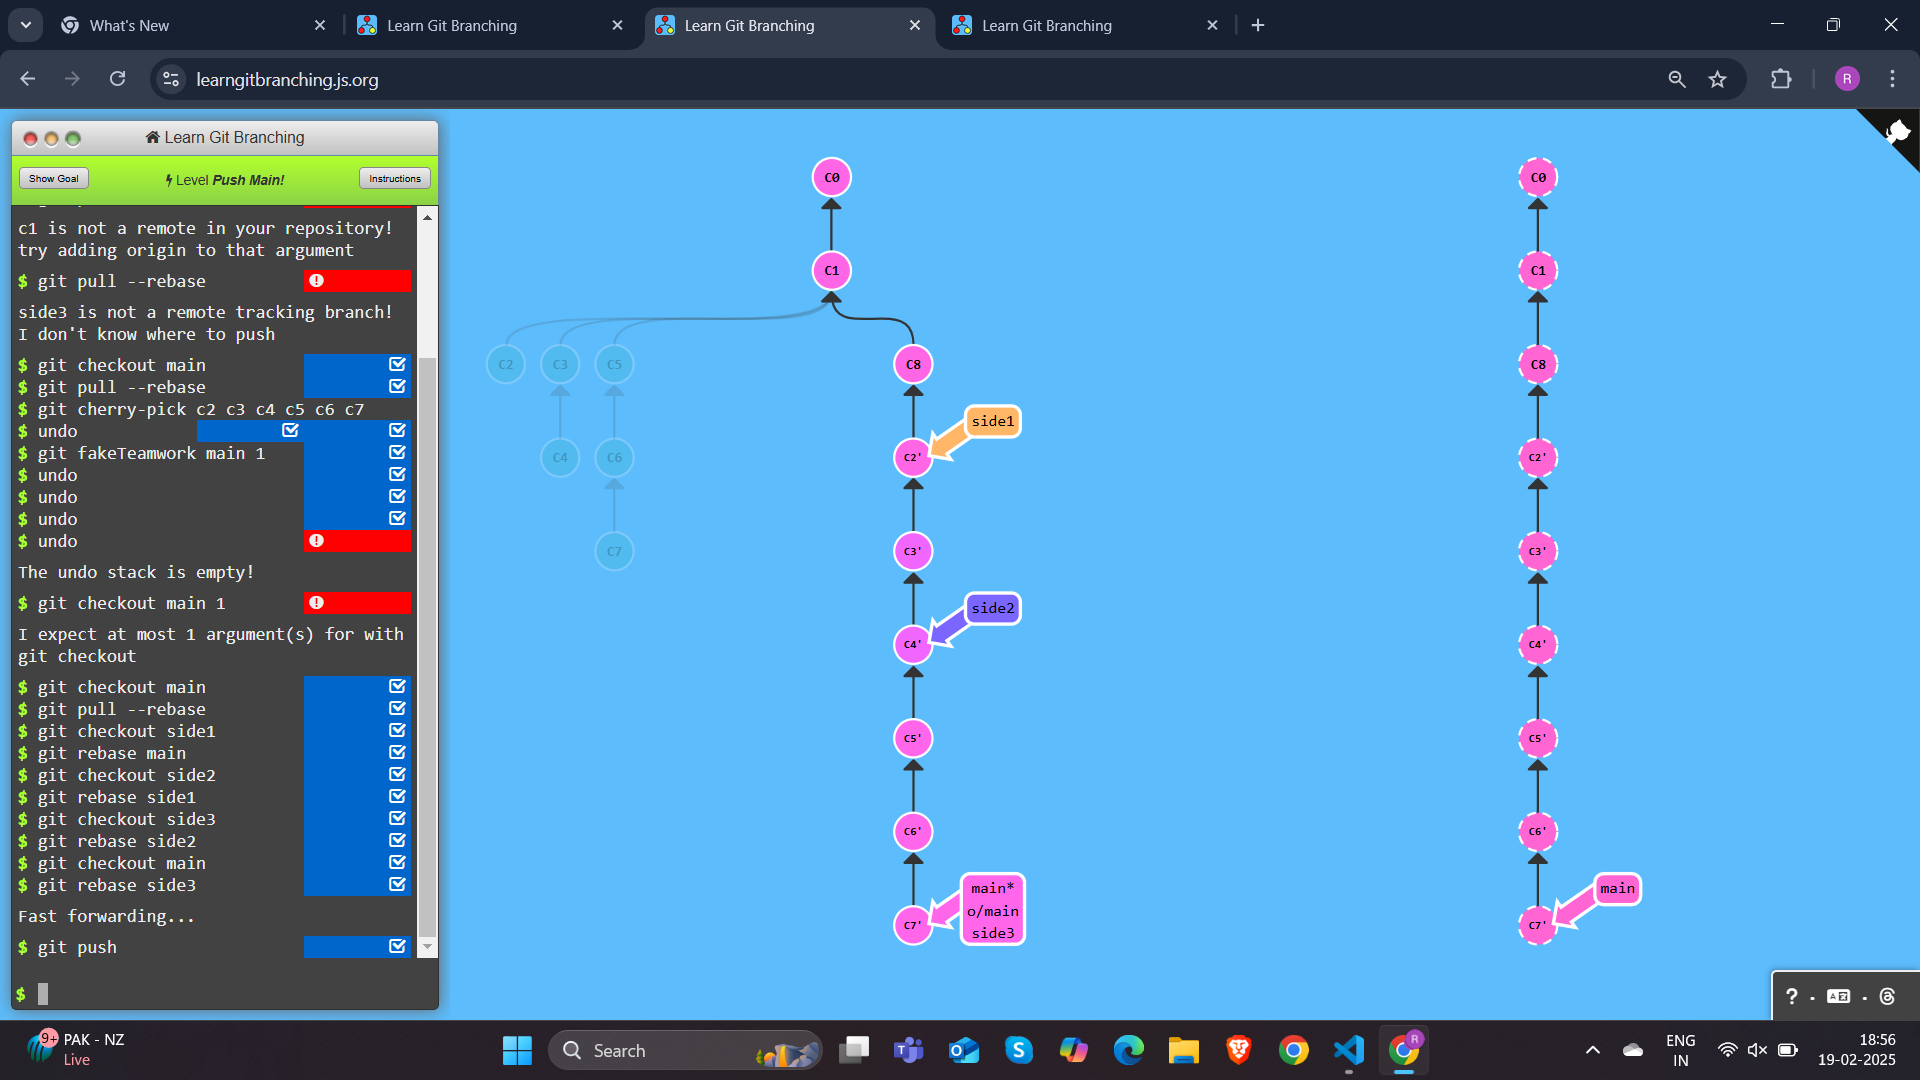 What's New
Learn Git Branching
Learn Git Branching
Learn Git Branching
learngitbranching.js.org
R
Learn Git Branching
Show Goal
Level Push Main!
Instructions
c1 is not a remote in your repository!
try adding origin to that argument
$ git pull --rebase
side3 is not a remote tracking branch!
I don't know where to push
$ git checkout main
$ git pull --rebase
$ git cherry-pick c2 c3 c4 c5 c6 c7
$ undo
$ git fakeTeamwork main 1
$ undo
$ undo
$ undo
$ undo
The undo stack is empty!
$ git checkout main 1
I expect at most 1 argument(s) for with
git checkout
$ git checkout main
$ git pull --rebase
$ git checkout side1
$ git rebase main
$ git checkout side2
$ git rebase side1
$ git checkout side3
$ git rebase side2
$ git checkout main
$ git rebase side3
Fast forwarding...
$ git push
$
C0
C1
C2
C3
C5
C8
C4
C6
C2'
side1
C7
C3'
C4'
side2
C5'
C6'
C7'
main*
o/main
side3
C0
C1
C8
C2'
C3'
C4'
C5'
C6'
C7'
main
?
9+
PAK - NZ
Live
Search
R
ENG
IN
18:56
19-02-2025